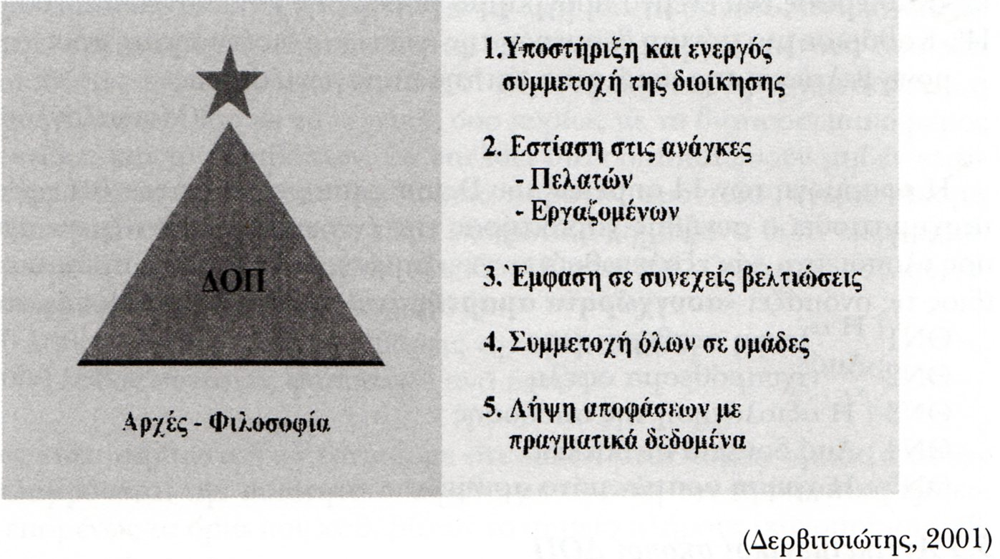 ΔΟΠ
Αρχές - Φιλοσοφία
1.Υποστήριξη και ενεργός
συμμετοχή της διοίκησης
2. Εστίαση στις ανάγκες
- Πελατών
- Εργαζομένων
3. Έμφαση σε συνεχείς βελτιώσεις
4. Συμμετοχή όλων σε ομάδες
5. Λήψη αποφάσεων με
πραγματικά δεδομένα
(Δερβιτσιώτης, 2001)